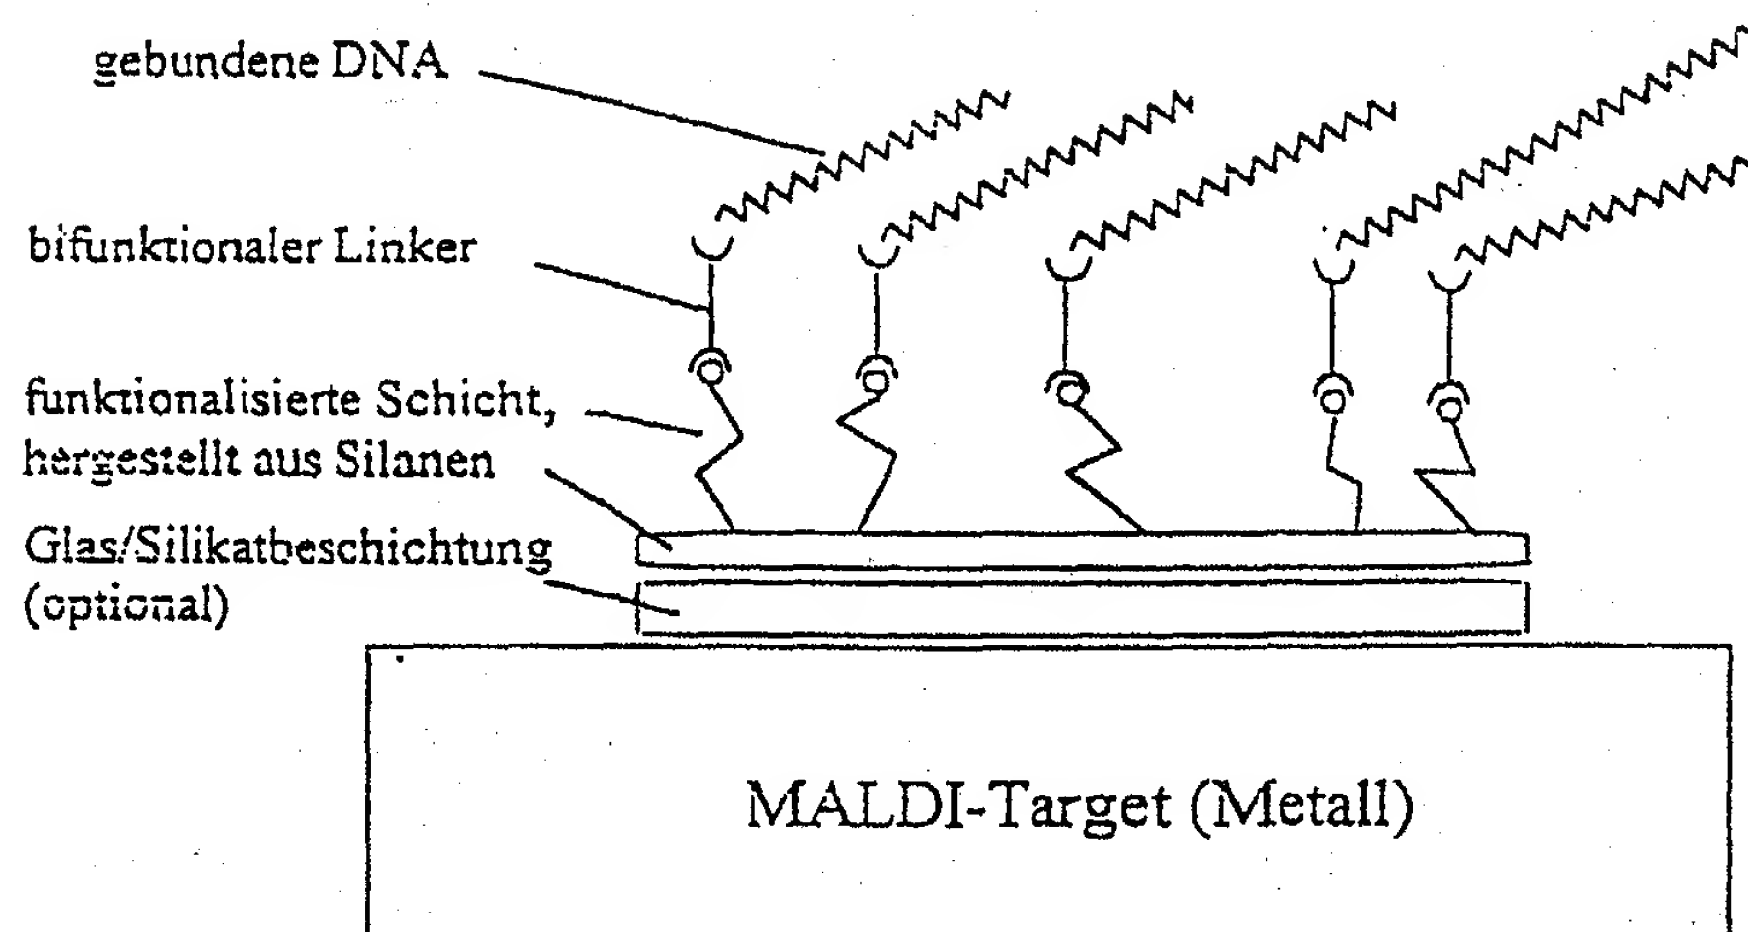 gebundene DNA
bifunktionaler Linker
funktionalisierte Schicht,
hergestellt aus Silanen
Glas/Silikatbeschichtung
(optional)
MALDI-Target (Metall)